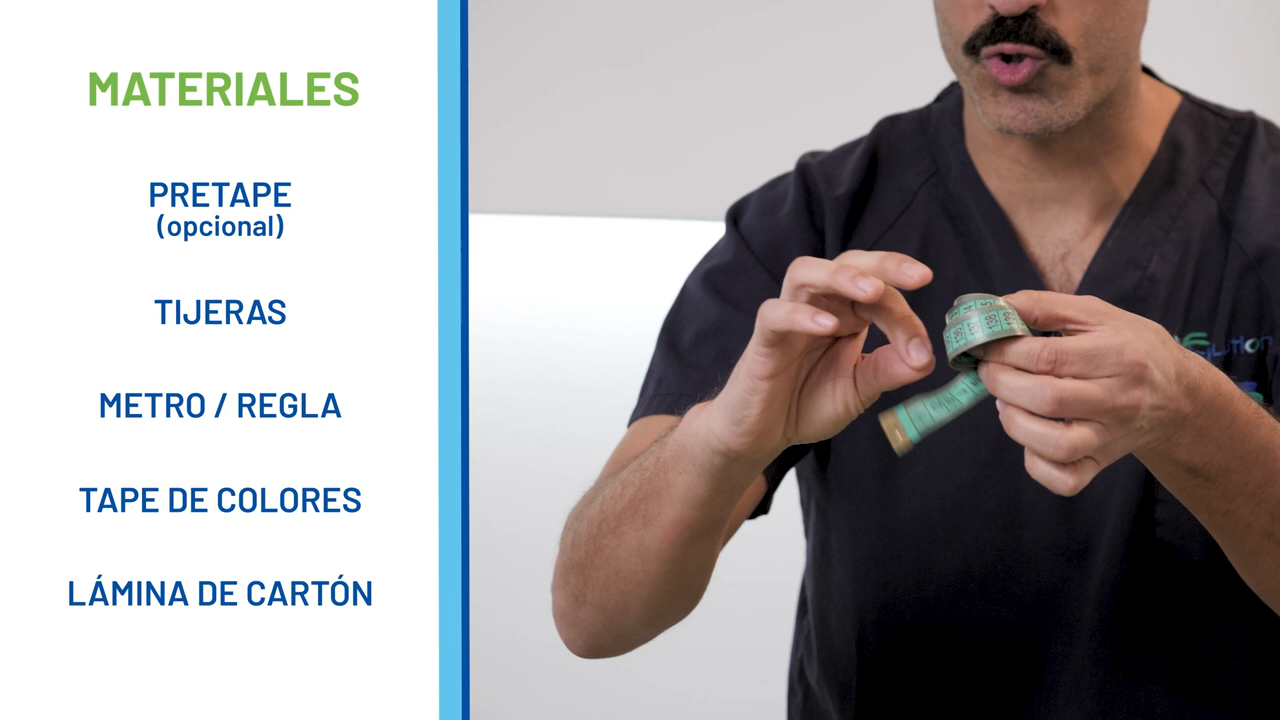 MATERIALES
PRETAPE
(opcional)
TIJERAS
METRO / REGLA
TAPE DE COLORES
LÁMINA DE CARTÓN